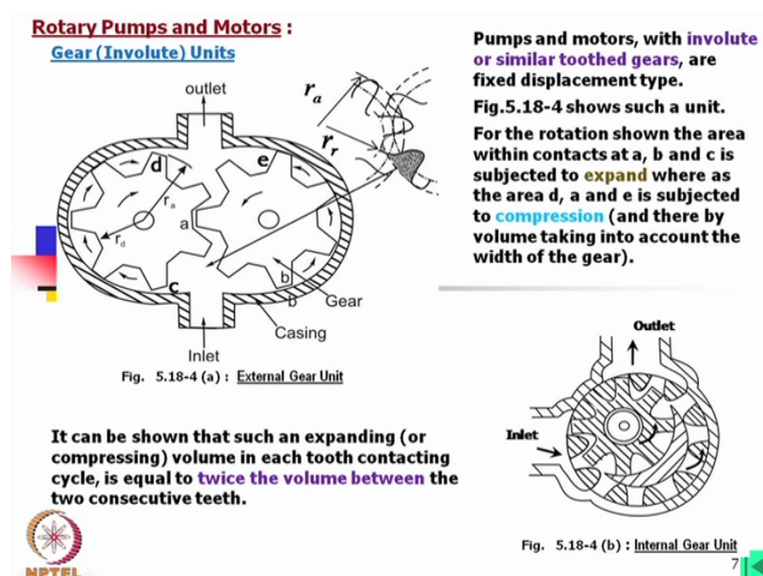 Rotary Pumps and Motors :
Gear (Involute) Units
outlet
ra
rr
d
e
ra
a
rd
b
c
b
Gear
Casing
Inlet
Fig. 5.18-4 (a) : External Gear Unit
Pumps and motors, with involute
or similar toothed gears, are
fixed displacement type.
Fig.5.18-4 shows such a unit.
For the rotation shown the area
within contacts at a, b and c is
subjected to expand where as
the area d, a and e is subjected
to compression (and there by
volume taking into account the
width of the gear).
It can be shown that such an expanding (or
compressing) volume in each tooth contacting
cycle, is equal to twice the volume between the
two consecutive teeth.
Outlet
Inlet
Fig. 5.18-4 (b) : Internal Gear Unit
NPTEL
7